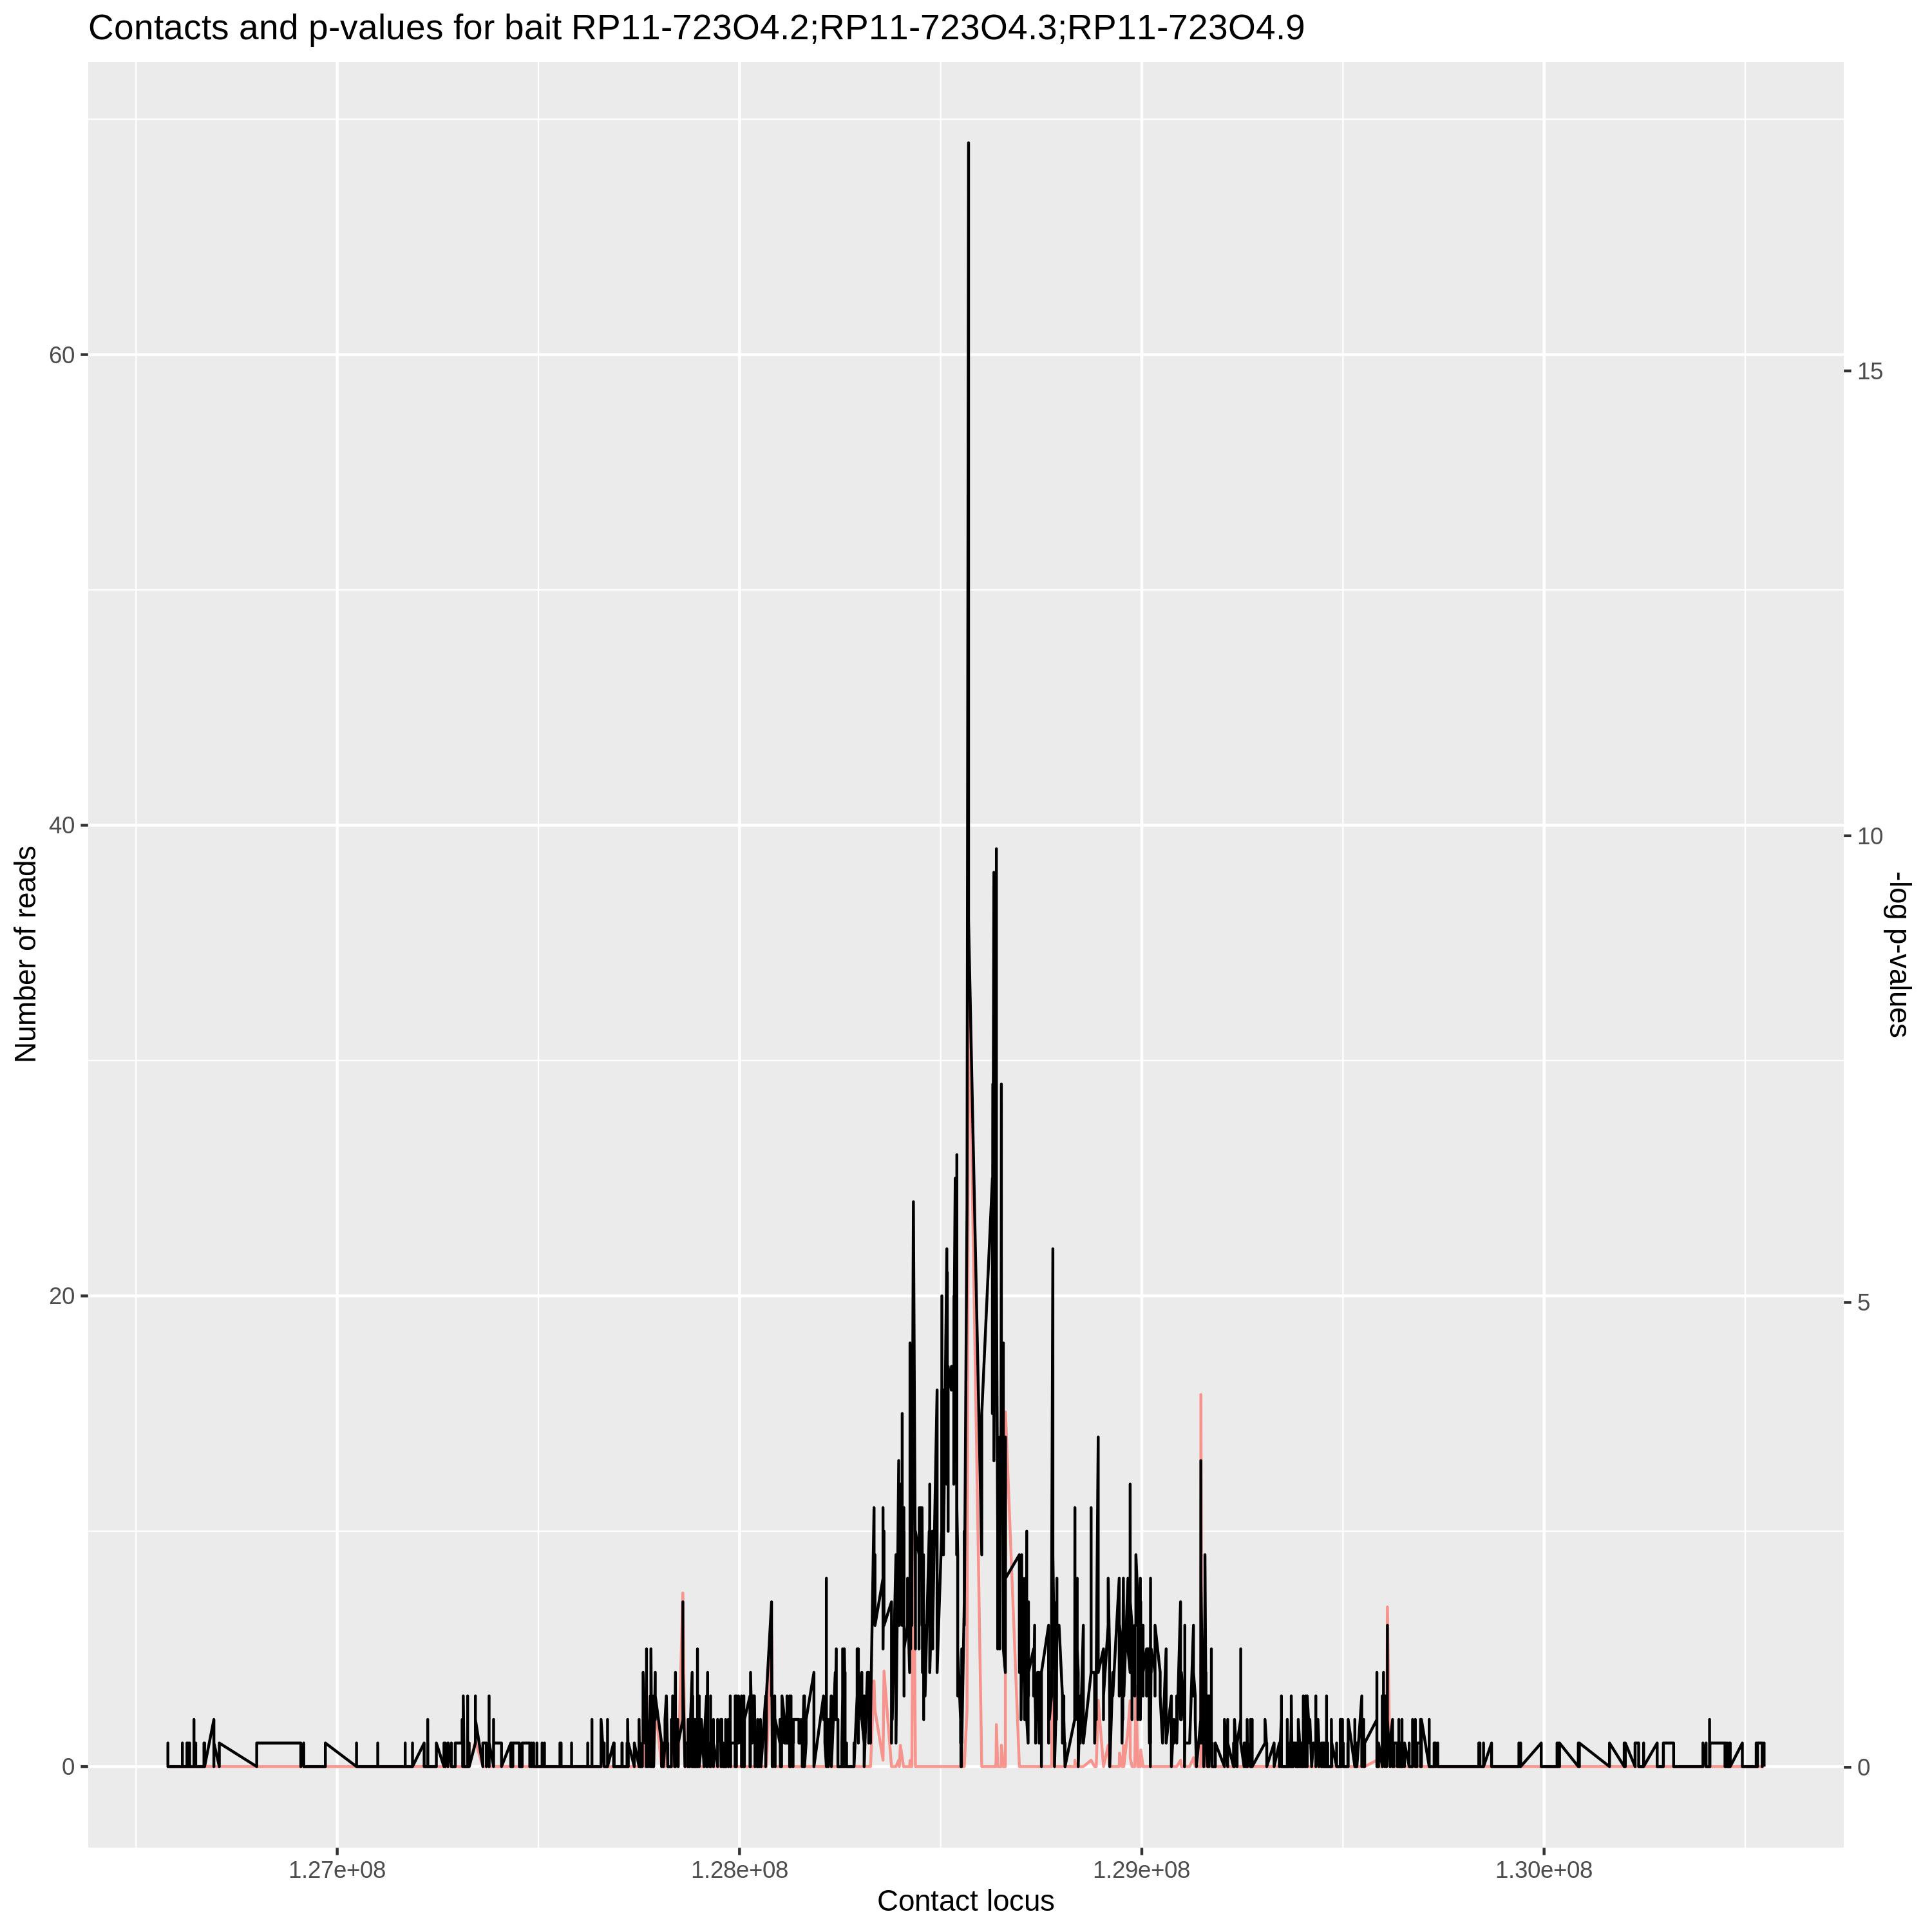 Contacts and p-values for bait RP11-723O4.2;RP11-723O4.3;RP11-723O4.9
Number of reads
60
40
20
0
15
10
5
0
-log p-values
1.27e+08
1.28e+08
1.29e+08
1.30e+08
Contact locus